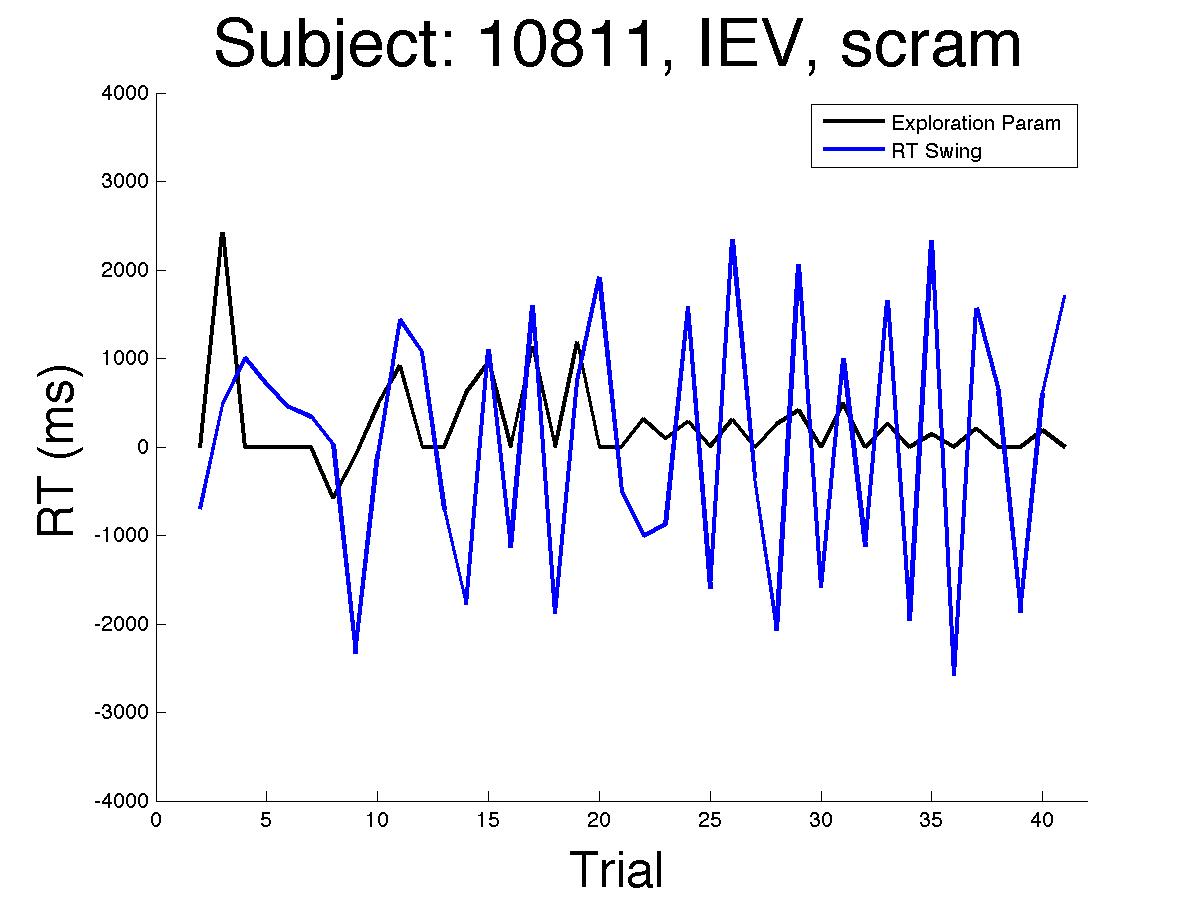 Subject: 10811, IEV, scram
Exploration Param
RT Swing
4000
3000
2000
1000
0
-1000
-2000
-3000
-4000
RT (ms)
0 5 10 15 20 25 30 35 40
Trial